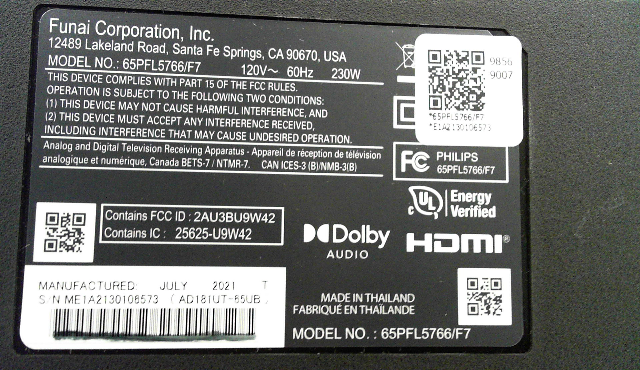 Funai Corporation, Inc.
12489 Lakeland Road, Santa Fe Springs, CA 90670, USA
MODEL NO.: 65PFL5766/F7 120V~ 60Hz 230W
THIS DEVICE COMPLIES WITH PART 15 OF THE FCC RULES.
OPERATION IS SUBJECT TO THE FOLLOWING TWO CONDITIONS:
(1) THIS DEVICE MAY NOT CAUSE HARMFUL INTERFERENCE, AND
(2) THIS DEVICE MUST ACCEPT ANY INTERFERENCE RECEIVED,
INCLUDING INTERFERENCE THAT MAY CAUSE UNDESIRED OPERATION.
Analog and Digital Television Receiving Apparatus - Appareil de réception de télévision
analogique et numérique, Canada BETS-7 / NTMR-7. CAN ICES-3 (B)/NMB-3(B)
9856
9007
*65PFL5766/F7
*E1A2130106573
FC PHILIPS
65PFL5766/F7
c UL Energy
Verified
Contains FCC ID : 2AU3BU9W42
Contains IC : 25625-U9W42
Dolby
AUDIO
HDMI®
MANUFACTURED: JULY 2021 T
S/N ME1A2130106573 (AD181UT-65UB)
MADE IN THAILAND
FABRIQUÉ EN THAÏLANDE
MODEL NO. : 65PFL5766/F7